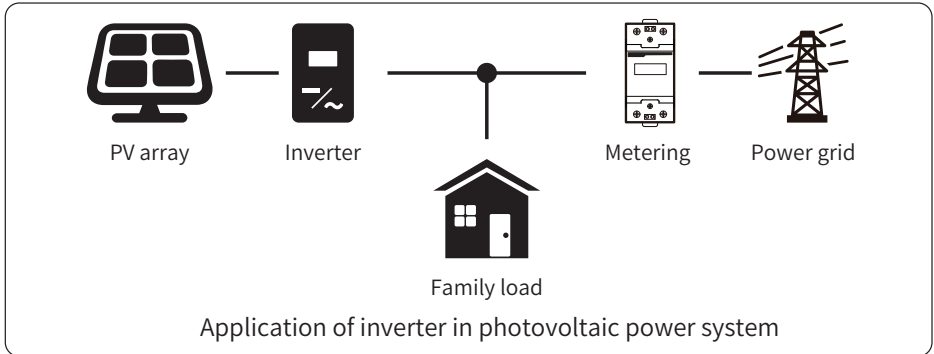 PV array
Inverter
Metering
Power grid
Family load
Application of inverter in photovoltaic power system